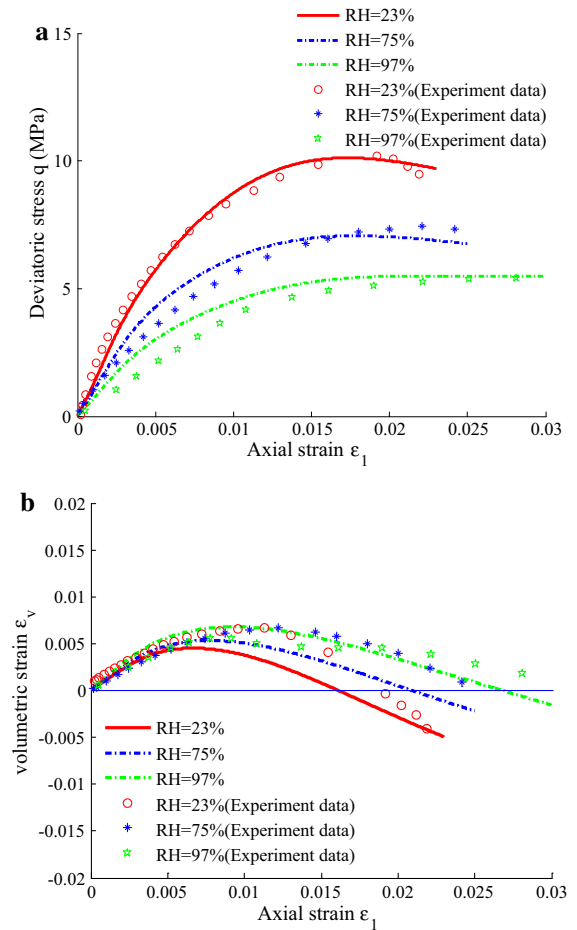 a
RH=23%
RH=75%
RH=97%
RH=23%(Experiment data)
RH=75%(Experiment data)
RH=97%(Experiment data)
Deviatoric stress q (MPa)
15
10
5
0
0 0.005 0.01 0.015 0.02 0.025 0.03
Axial strain ε1
b
volumetric strain εv
0.02
0.015
0.01
0.005
0
-0.005
-0.01
-0.015
-0.02
RH=23%
RH=75%
RH=97%
RH=23%(Experiment data)
RH=75%(Experiment data)
RH=97%(Experiment data)
0 0.005 0.01 0.015 0.02 0.025 0.03
Axial strain ε1